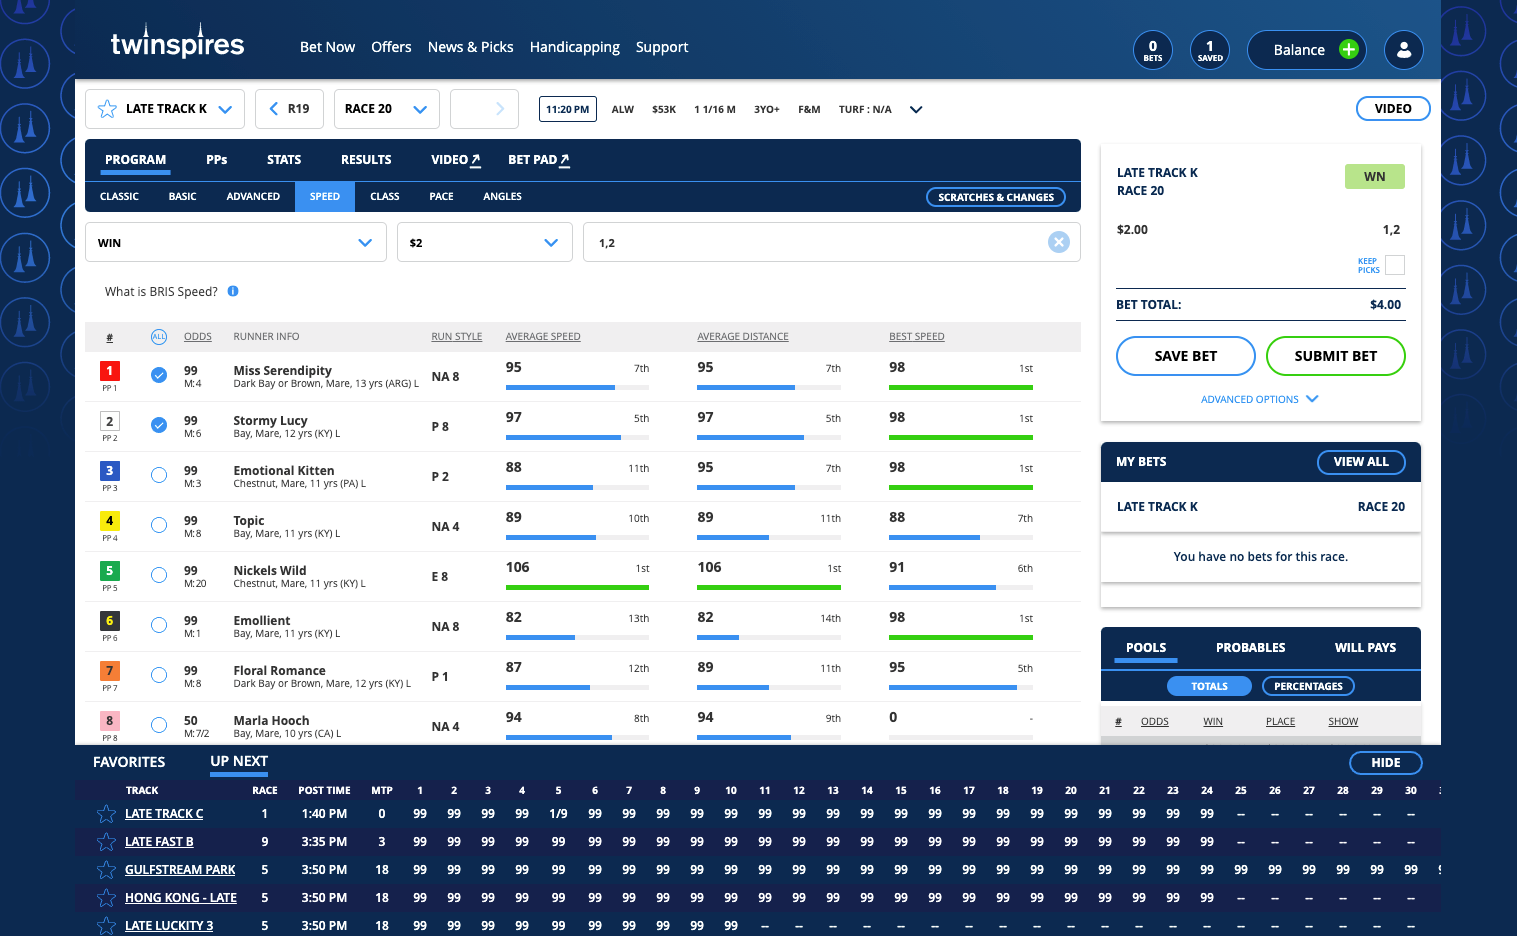 twinspires
Bet Now Offers News & Picks Handicapping Support
0 BETS
1 SAVED
Balance
LATE TRACK K R19 RACE 20 11:20 PM ALW $53K 1 1/16 M 3YO+ F&M TURF : N/A VIDEO
PROGRAM PPs STATS RESULTS VIDEO BET PAD
CLASSIC BASIC ADVANCED SPEED CLASS PACE ANGLES SCRATCHES & CHANGES
WIN $2 1,2
What is BRIS Speed?
# ALL ODDS RUNNER INFO RUN STYLE AVERAGE SPEED AVERAGE DISTANCE BEST SPEED
1 99 Miss Serendipity NA 8 95 7th 95 7th 98 1st
PP 1 M:4 Dark Bay or Brown, Mare, 13 yrs (ARG) L
2 99 Stormy Lucy P 8 97 5th 97 5th 98 1st
PP 2 M:6 Bay, Mare, 12 yrs (KY) L
3 99 Emotional Kitten P 2 88 11th 95 7th 98 1st
PP 3 M:3 Chestnut, Mare, 11 yrs (PA) L
4 99 Topic NA 4 89 10th 89 11th 88 7th
PP 4 M:8 Bay, Mare, 11 yrs (KY) L
5 99 Nickels Wild E 8 106 1st 106 1st 91 6th
PP 5 M:20 Chestnut, Mare, 11 yrs (KY) L
6 99 Emollient NA 8 82 13th 82 14th 98 1st
PP 6 M:1 Bay, Mare, 11 yrs (KY) L
7 99 Floral Romance P 1 87 12th 89 11th 95 5th
PP 7 M:8 Dark Bay or Brown, Mare, 12 yrs (KY) L
8 50 Marla Hooch NA 4 94 8th 94 9th 0 -
PP 8 M:7/2 Bay, Mare, 10 yrs (CA) L
LATE TRACK K WN
RACE 20
$2.00 1,2
KEEP PICKS
BET TOTAL: $4.00
SAVE BET SUBMIT BET
ADVANCED OPTIONS
MY BETS VIEW ALL
LATE TRACK K RACE 20
You have no bets for this race.
POOLS PROBABLES WILL PAYS
TOTALS PERCENTAGES
# ODDS WIN PLACE SHOW
FAVORITES UP NEXT HIDE
TRACK RACE POST TIME MTP 1 2 3 4 5 6 7 8 9 10 11 12 13 14 15 16 17 18 19 20 21 22 23 24 25 26 27 28 29 30
LATE TRACK C 1 1:40 PM 0 99 99 99 99 1/9 99 99 99 99 99 99 99 99 99 99 99 99 99 99 99 99 99 99 99 -- -- -- -- -- --
LATE FAST B 9 3:35 PM 3 99 99 99 99 99 99 99 99 99 99 99 99 99 99 99 99 99 99 99 99 99 99 99 99 -- -- -- -- -- --
GULFSTREAM PARK 5 3:50 PM 18 99 99 99 99 99 99 99 99 99 99 99 99 99 99 99 99 99 99 99 99 99 99 99 99 99 99 99 99 99 99
HONG KONG - LATE 5 3:50 PM 18 99 99 99 99 99 99 99 99 99 99 99 99 99 99 99 99 99 99 99 99 99 99 99 99 -- -- -- -- -- --
LATE LUCKITY 3 5 3:50 PM 18 99 99 99 99 99 99 99 99 99 99 -- -- -- -- -- -- -- -- -- -- -- -- -- -- -- -- -- -- -- --